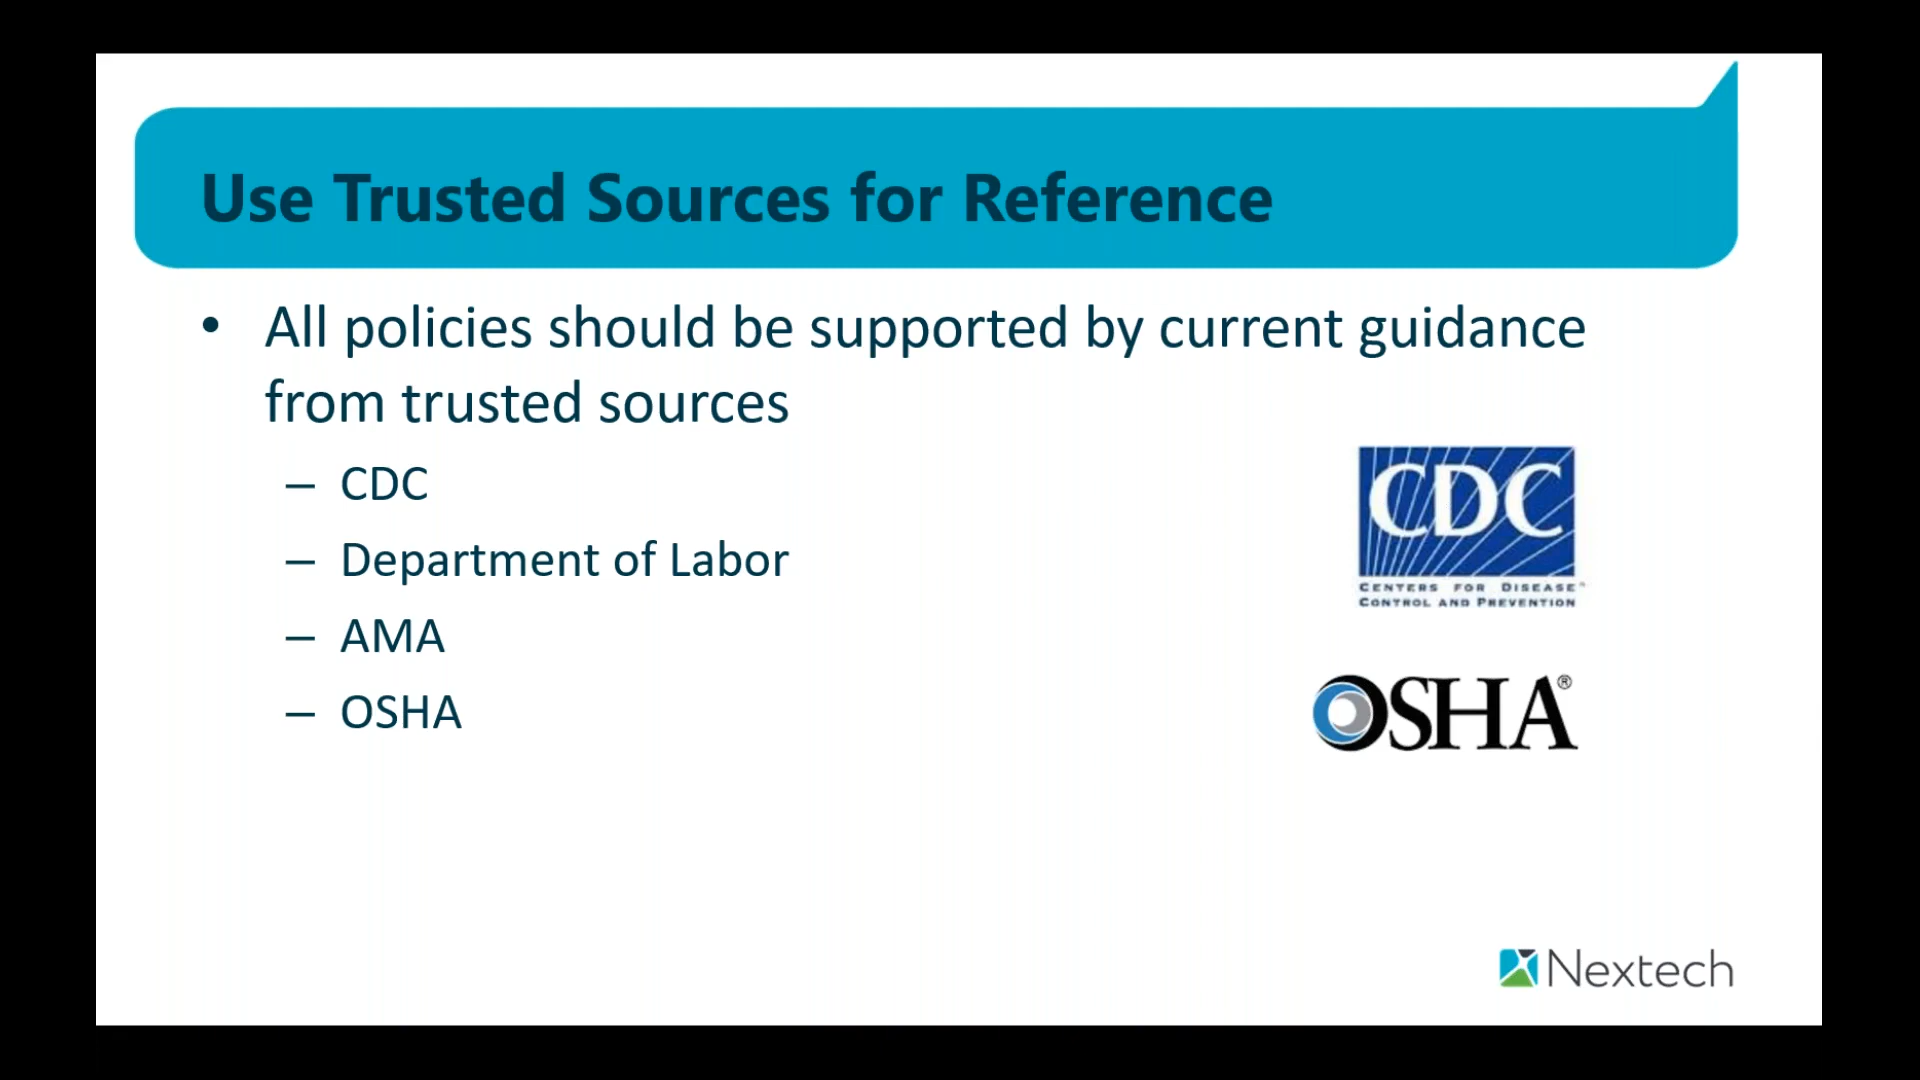 Use Trusted Sources for Reference
• All policies should be supported by current guidance
from trusted sources
– CDC
– Department of Labor
– AMA
– OSHA
CDC
CENTERS FOR DISEASE™
CONTROL AND PREVENTION
OSHA®
Nextech